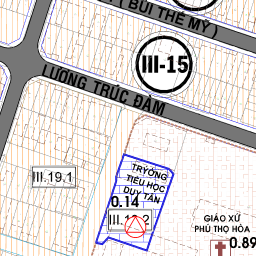 ( BÙI THẾ MỸ )
III-15
LƯƠNG TRÚC ĐÀM
TRƯỜNG
TIỂU HỌC
DUY TÂN
0.14
III.19.1
GIÁO XỨ
PHÚ THỌ HÒA
0.89